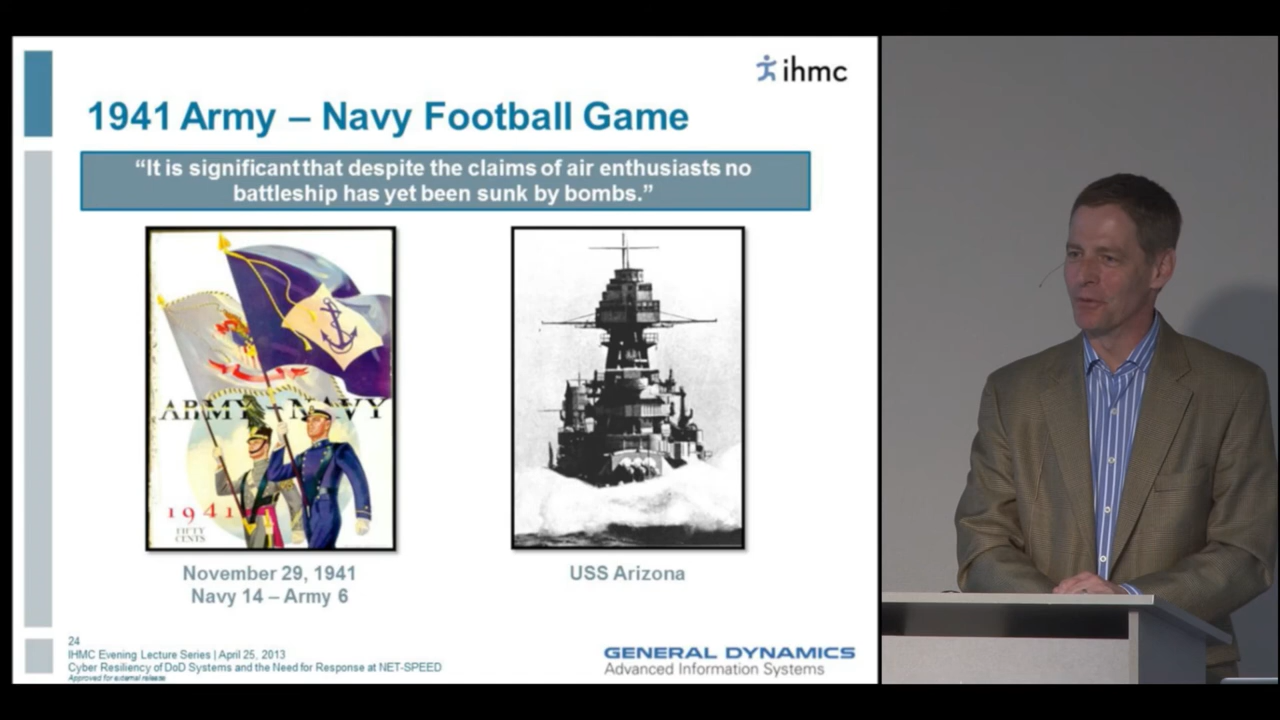 ihmc
1941 Army – Navy Football Game
“It is significant that despite the claims of air enthusiasts no
battleship has yet been sunk by bombs.”
ARMY - NAVY
1941
FIFTY
CENTS
November 29, 1941
Navy 14 – Army 6
USS Arizona
24
IHMC Evening Lecture Series | April 25, 2013
Cyber Resiliency of DoD Systems and the Need for Response at NET-SPEED
Approved for external release
GENERAL DYNAMICS
Advanced Information Systems